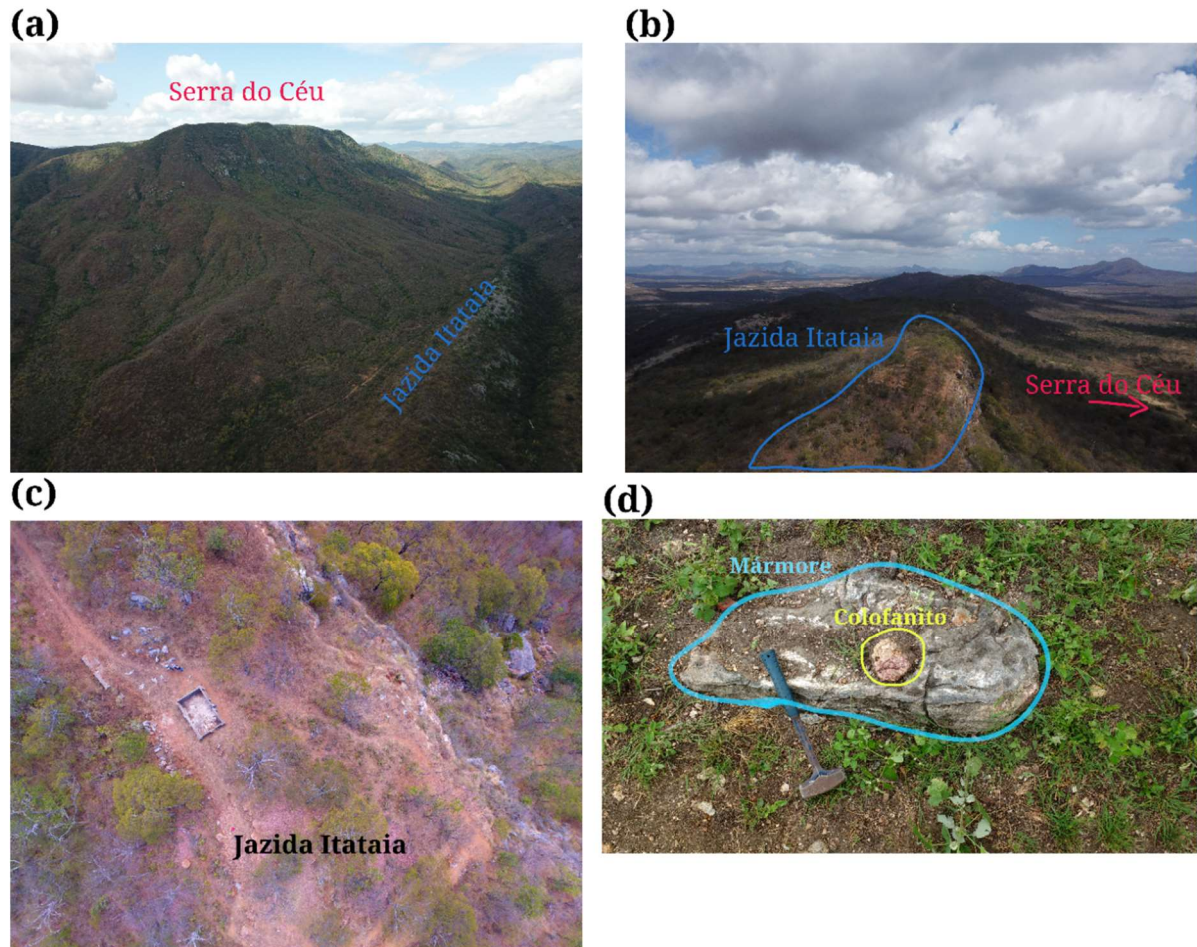 (a)
Serra do Céu
Jazida Itataia
(b)
Jazida Itataia
Serra do Céu
(c)
Jazida Itataia
(d)
Mármore
Colofanito